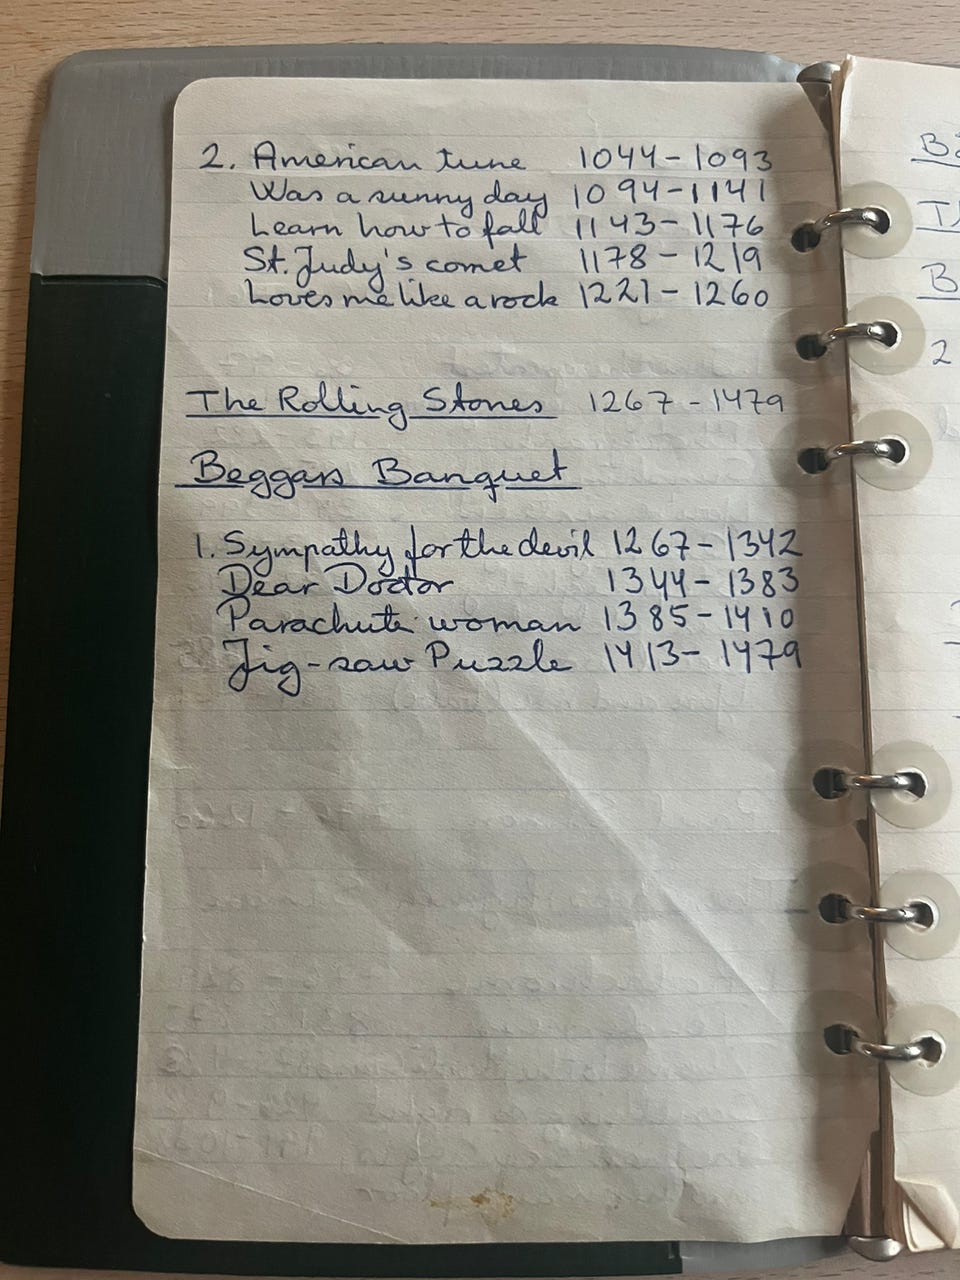 2. American tune 1044-1093
Was a sunny day 1094-1141
Learn how to fall 1143-1176
St. Judy's comet 1178-1219
Loves me like a rock 1221-1260
The Rolling Stones 1267-1479
Beggars Banquet
1. Sympathy for the devil 1267-1342
Dear Doctor 1344-1383
Parachute woman 1385-1410
Jig-saw Puzzle 1413-1479
B
2